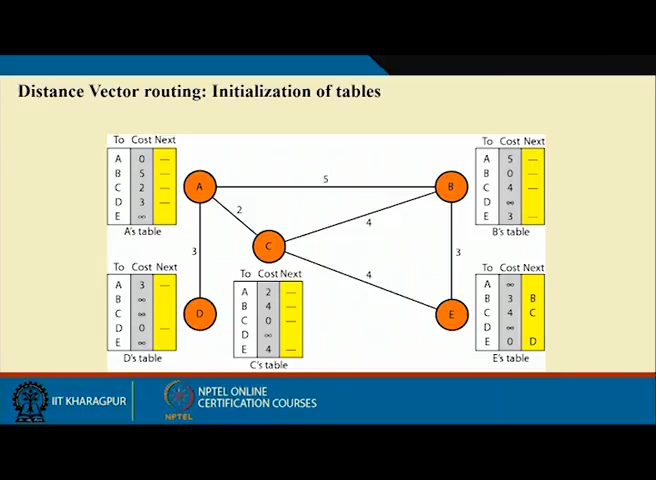 Distance Vector routing: Initialization of tables
To Cost Next
A 0 —
B 5 —
C 2 —
D 3 —
E ∞
A's table
To Cost Next
A 5 —
B 0 —
C 4 —
D ∞
E 3 —
B's table
A
5
B
2
4
C
3
4
3
D
E
To Cost Next
A 3 —
B ∞
C ∞
D 0 —
E ∞
D's table
To Cost Next
A 2 —
B 4 —
C 0 —
D ∞
E 4 —
C's table
To Cost Next
A ∞
B 3 B
C 4 C
D ∞
E 0 D
E's table
IIT KHARAGPUR
NPTEL
NPTEL ONLINE
CERTIFICATION COURSES